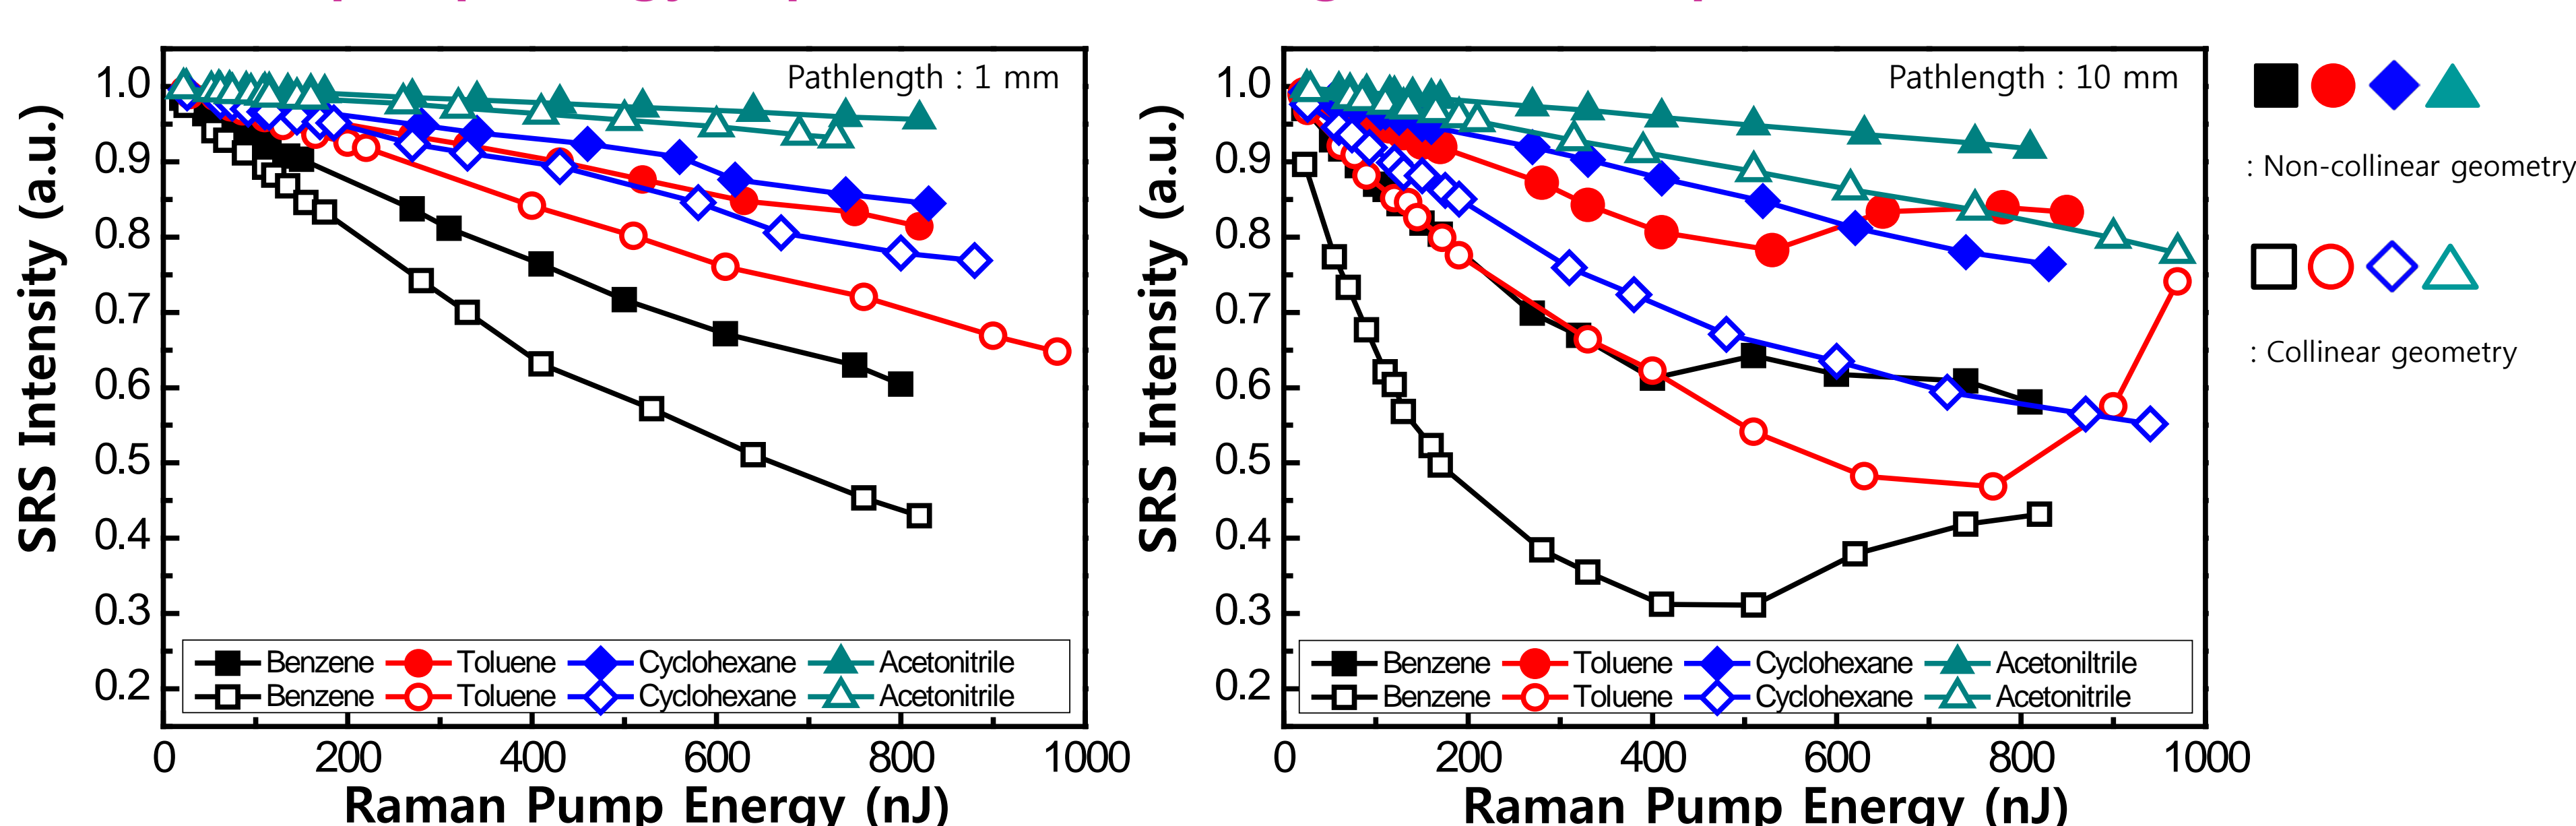 SRS Intensity (a.u.)
1.0
0.9
0.8
0.7
0.6
0.5
0.4
0.3
0.2
Pathlength : 1 mm
Benzene Toluene Cyclohexane Acetonitrile
Benzene Toluene Cyclohexane Acetonitrile
0 200 400 600 800 1000
Raman Pump Energy (nJ)
SRS Intensity (a.u.)
1.0
0.9
0.8
0.7
0.6
0.5
0.4
0.3
0.2
Pathlength : 10 mm
Benzene Toluene Cyclohexane Acetoniltrile
Benzene Toluene Cyclohexane Acetonitrile
0 200 400 600 800 1000
Raman Pump Energy (nJ)
: Non-collinear geometry
: Collinear geometry